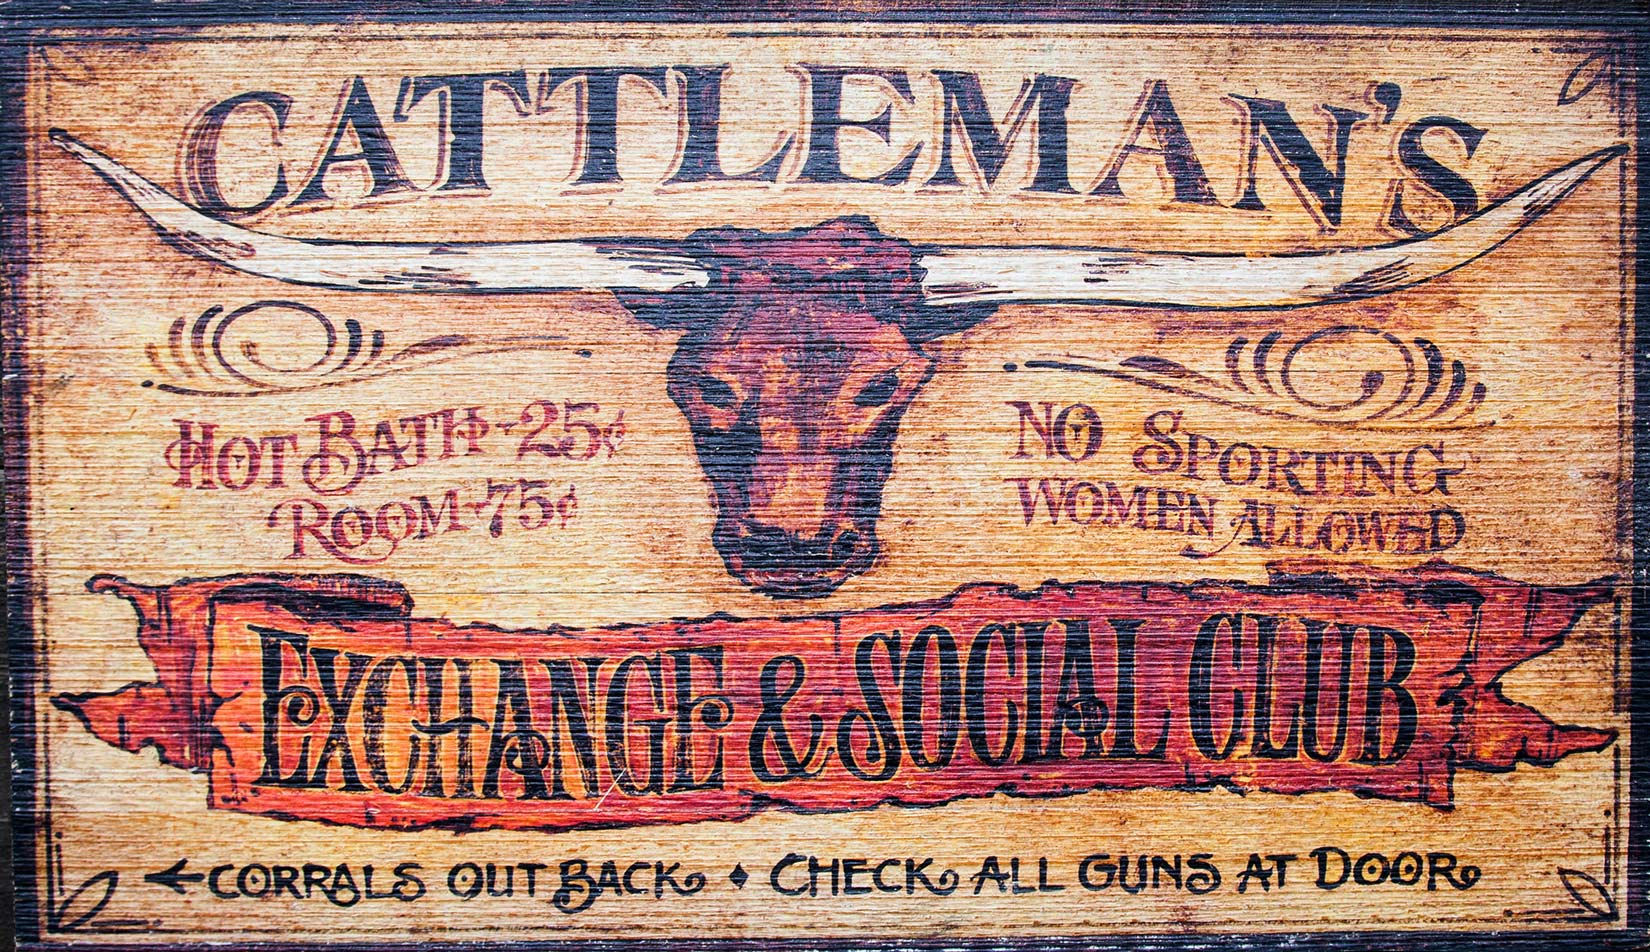 CATTLEMAN'S
HOT BATH - 25¢
ROOM - 75¢
NO SPORTING
WOMEN ALLOWED
EXCHANGE & SOCIAL CLUB
←CORRALS OUT BACK ♦ CHECK ALL GUNS AT DOOR